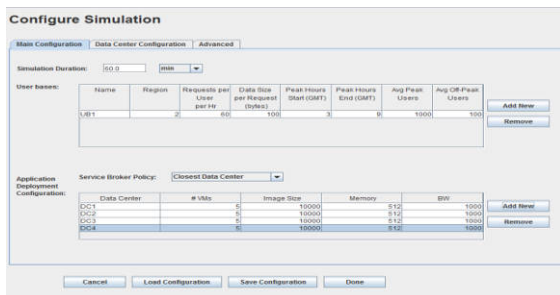 Configure Simulation
Main Configuration Data Center Configuration Advanced
Simulation Duration: 60.0 min
User bases:
Name Region Requests per User per Hr Data Size per Request (bytes) Peak Hours Start (GMT) Peak Hours End (GMT) Avg Peak Users Avg Off-Peak Users
UB1 2 60 100 3 9 1000 100
Add New
Remove
Application Deployment Configuration:
Service Broker Policy: Closest Data Center
Data Center # VMs Image Size Memory BW
DC1 5 10000 512 1000
DC2 5 10000 512 1000
DC3 5 10000 512 1000
DC4 5 10000 512 1000
Add New
Remove
Cancel Load Configuration Save Configuration Done